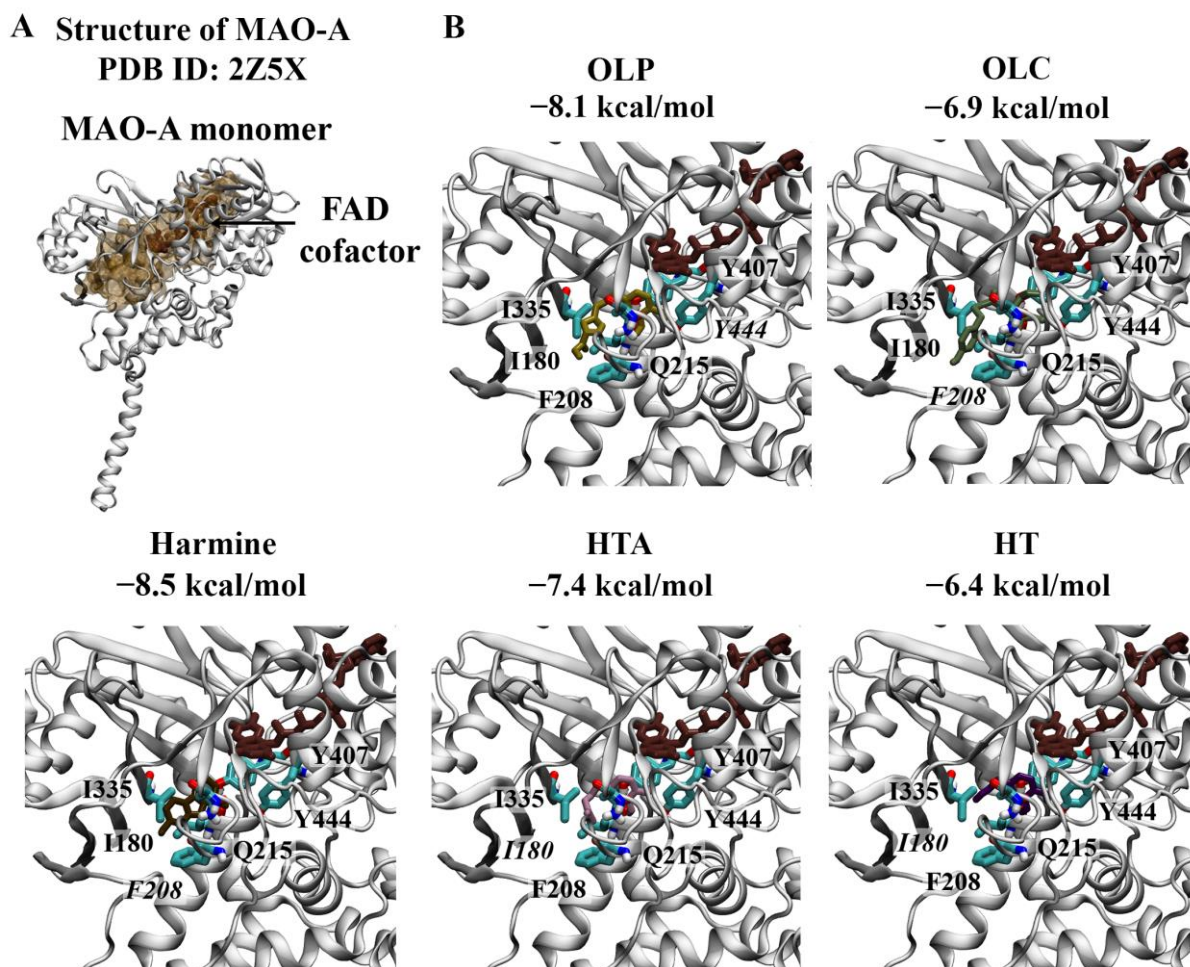 A Structure of MAO-A
PDB ID: 2Z5X
MAO-A monomer
FAD
cofactor
B
OLP
−8.1 kcal/mol
I335
I180
F208
Q215
Y407
Y444
OLC
−6.9 kcal/mol
I335
I180
F208
Q215
Y407
Y444
Harmine
−8.5 kcal/mol
I335
I180
F208
Q215
Y407
Y444
HTA
−7.4 kcal/mol
I335
I180
F208
Q215
Y407
Y444
HT
−6.4 kcal/mol
I335
I180
F208
Q215
Y407
Y444